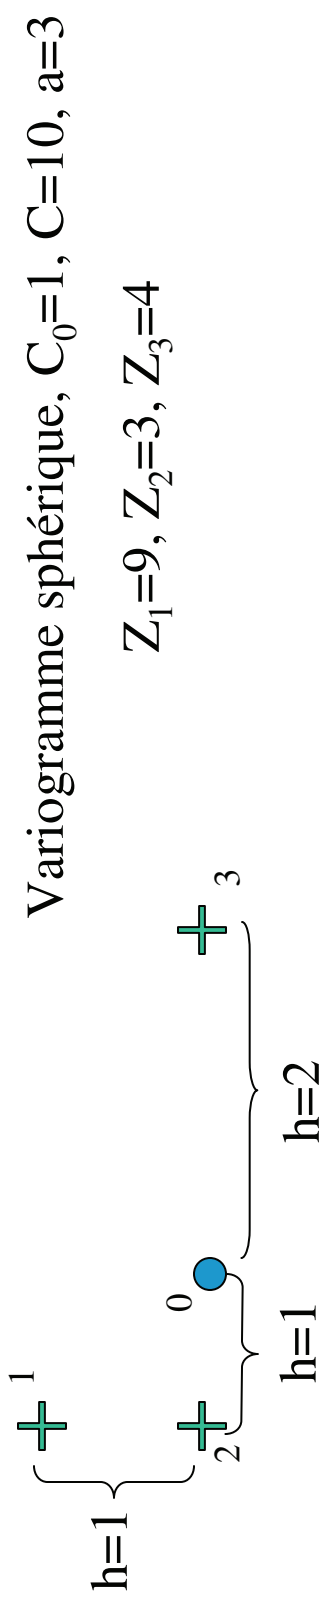 Variogramme sphérique, C₀=1, C=10, a=3
Z₁=9, Z₂=3, Z₃=4
1
h=1
0
2
3
h=1
h=2